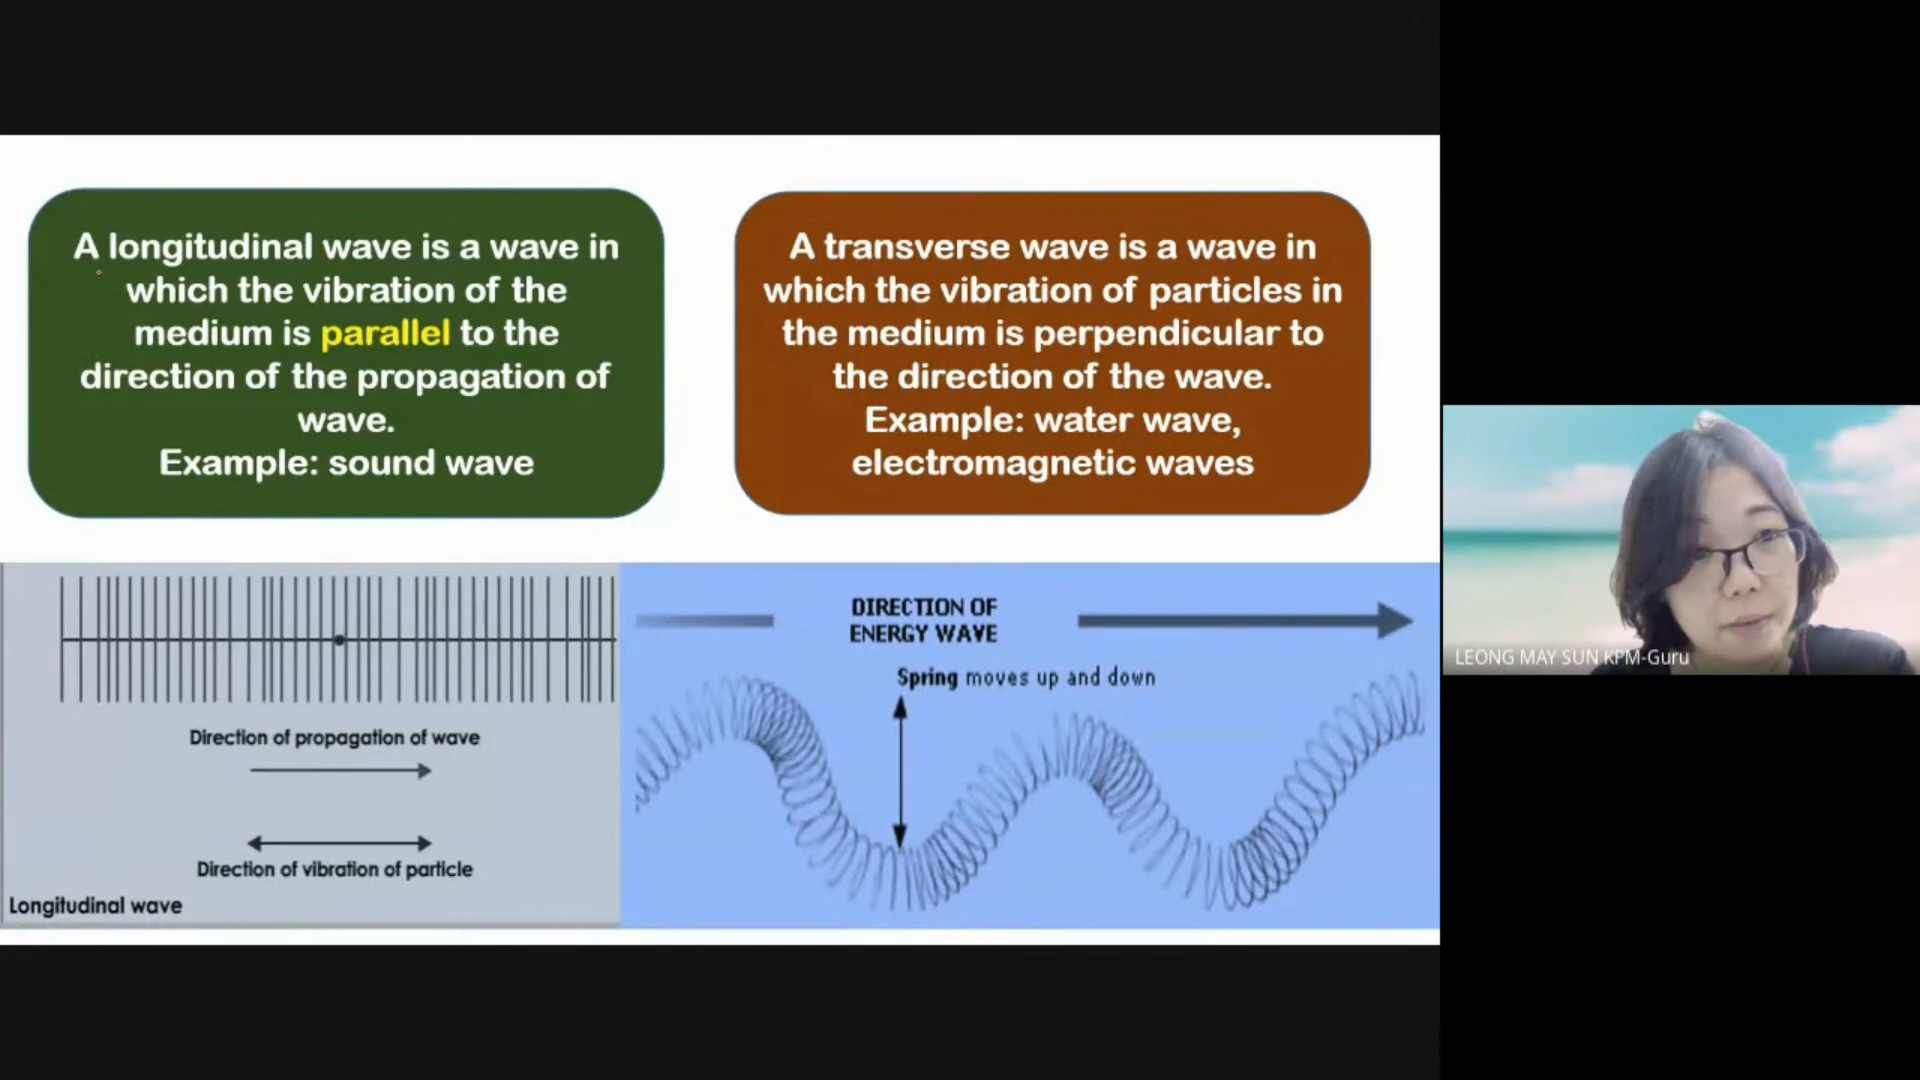 A longitudinal wave is a wave in
which the vibration of the
medium is parallel to the
direction of the propagation of
wave.
Example: sound wave
A transverse wave is a wave in
which the vibration of particles in
the medium is perpendicular to
the direction of the wave.
Example: water wave,
electromagnetic waves
Direction of propagation of wave
Direction of vibration of particle
Longitudinal wave
DIRECTION OF
ENERGY WAVE
Spring moves up and down
LEONG MAY SUN KPM-Guru